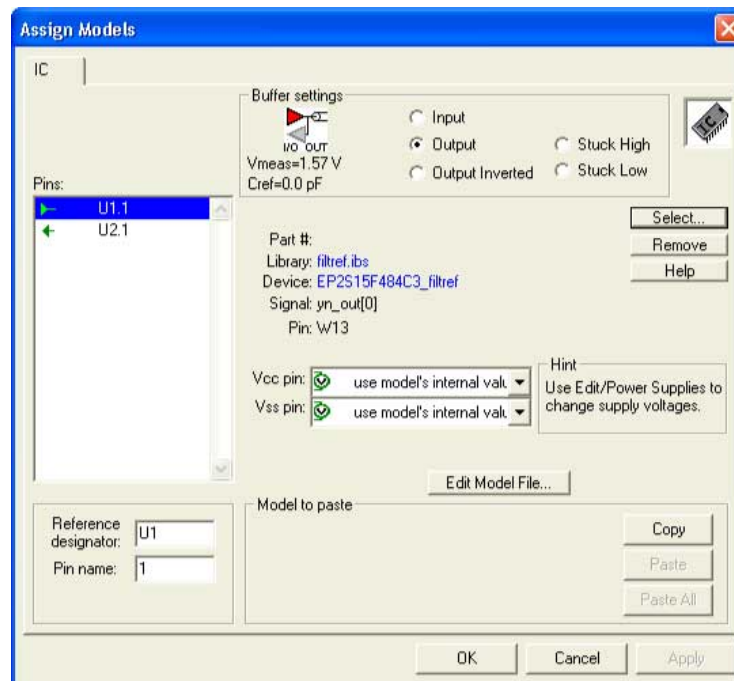 Assign Models
IC
Buffer settings
I/O OUT
Vmeas=1.57 V
Cref=0.0 pF
Input
Output
Output Inverted
Stuck High
Stuck Low
IC
Pins:
U1.1
U2.1
Select...
Remove
Help
Part #:
Library: filtref.ibs
Device: EP2S15F484C3_filtref
Signal: yn_out[0]
Pin: W13
Vcc pin: use model's internal valu
Vss pin: use model's internal valu
Hint
Use Edit/Power Supplies to
change supply voltages.
Edit Model File...
Reference
designator: U1
Pin name: 1
Model to paste
Copy
Paste
Paste All
OK
Cancel
Apply